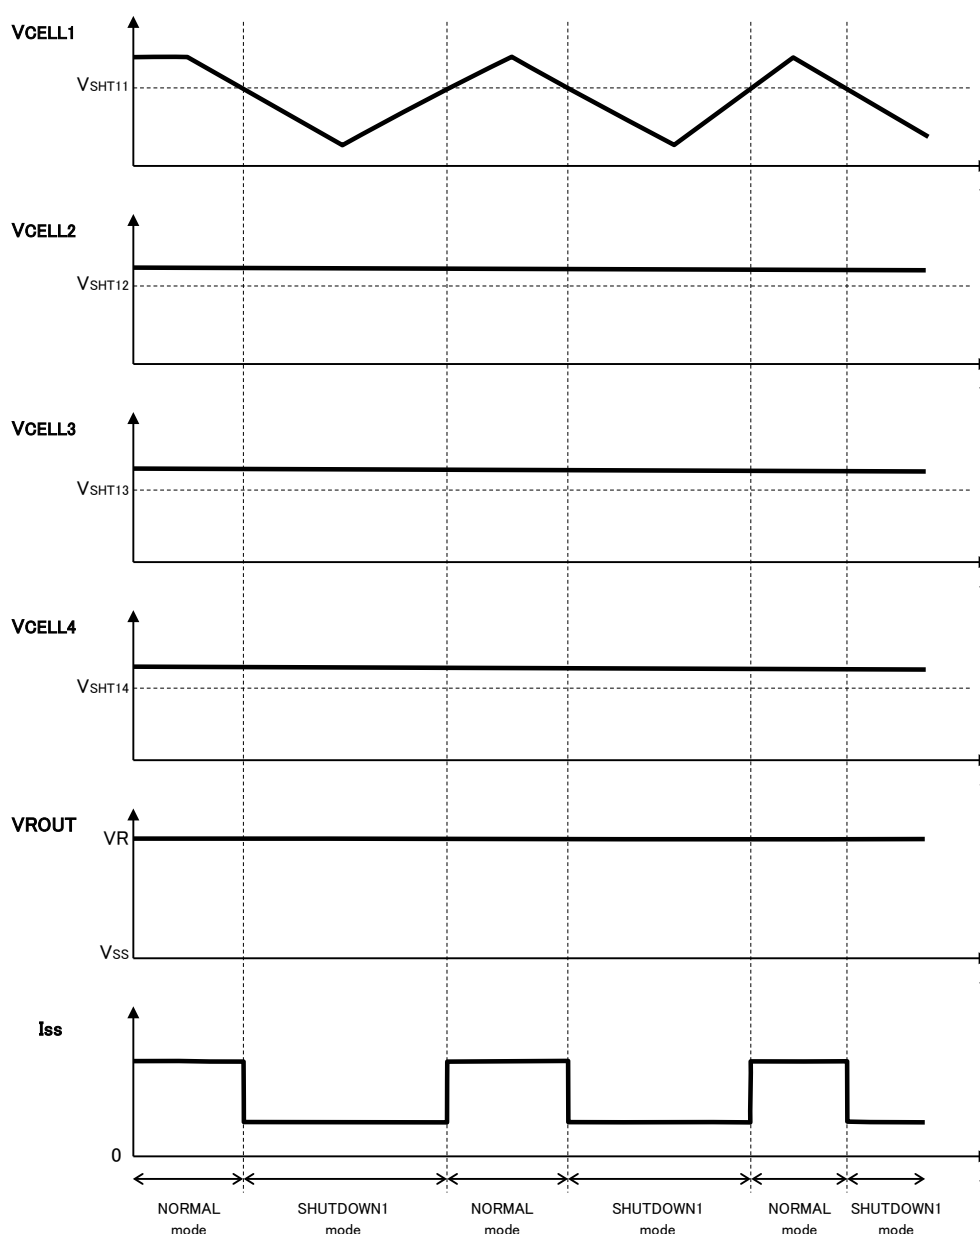 VCELL1
VSHT11
VCELL2
VSHT12
VCELL3
VSHT13
VCELL4
VSHT14
VROUT
VR
VSS
Iss
0
NORMAL
mode
SHUTDOWN1
mode
NORMAL
mode
SHUTDOWN1
mode
NORMAL
mode
SHUTDOWN1
mode